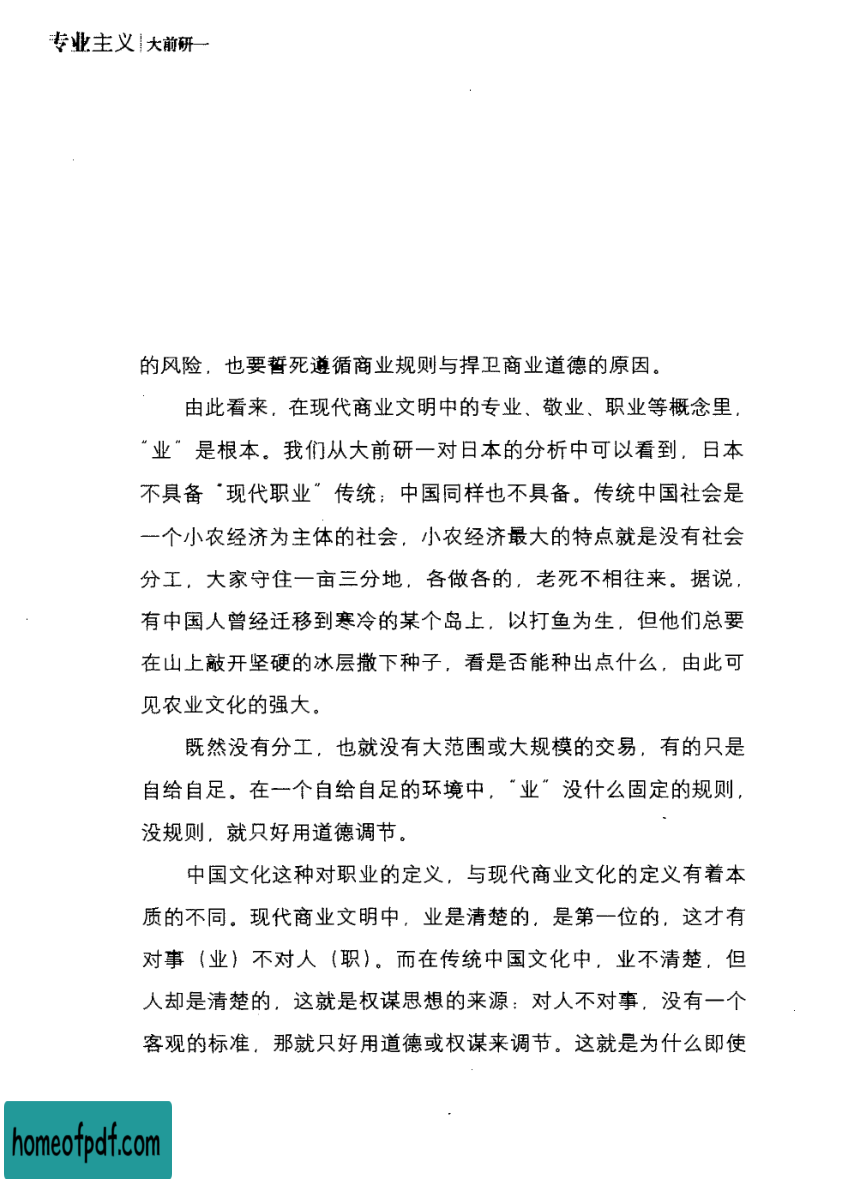 专业主义|大前研一
的风险，也要誓死遵循商业规则与捍卫商业道德的原因。
由此看来，在现代商业文明中的专业、敬业、职业等概念里，
“业”是根本。我们从大前研一对日本的分析中可以看到，日本
不具备“现代职业”传统；中国同样也不具备。传统中国社会是
一个小农经济为主体的社会，小农经济最大的特点就是没有社会
分工，大家守住一亩三分地，各做各的，老死不相往来。据说，
有中国人曾经迁移到寒冷的某个岛上，以打鱼为生，但他们总要
在山上敲开坚硬的冰层撒下种子，看是否能种出点什么，由此可
见农业文化的强大。
既然没有分工，也就没有大范围或大规模的交易，有的只是
自给自足。在一个自给自足的环境中，“业”没什么固定的规则，
没规则，就只好用道德调节。
中国文化这种对职业的定义，与现代商业文化的定义有着本
质的不同。现代商业文明中，业是清楚的，是第一位的，这才有
对事（业）不对人（职）。而在传统中国文化中，业不清楚，但
人却是清楚的，这就是权谋思想的来源：对人不对事，没有一个
客观的标准，那就只好用道德或权谋来调节。这就是为什么即使
homeofpdf.com